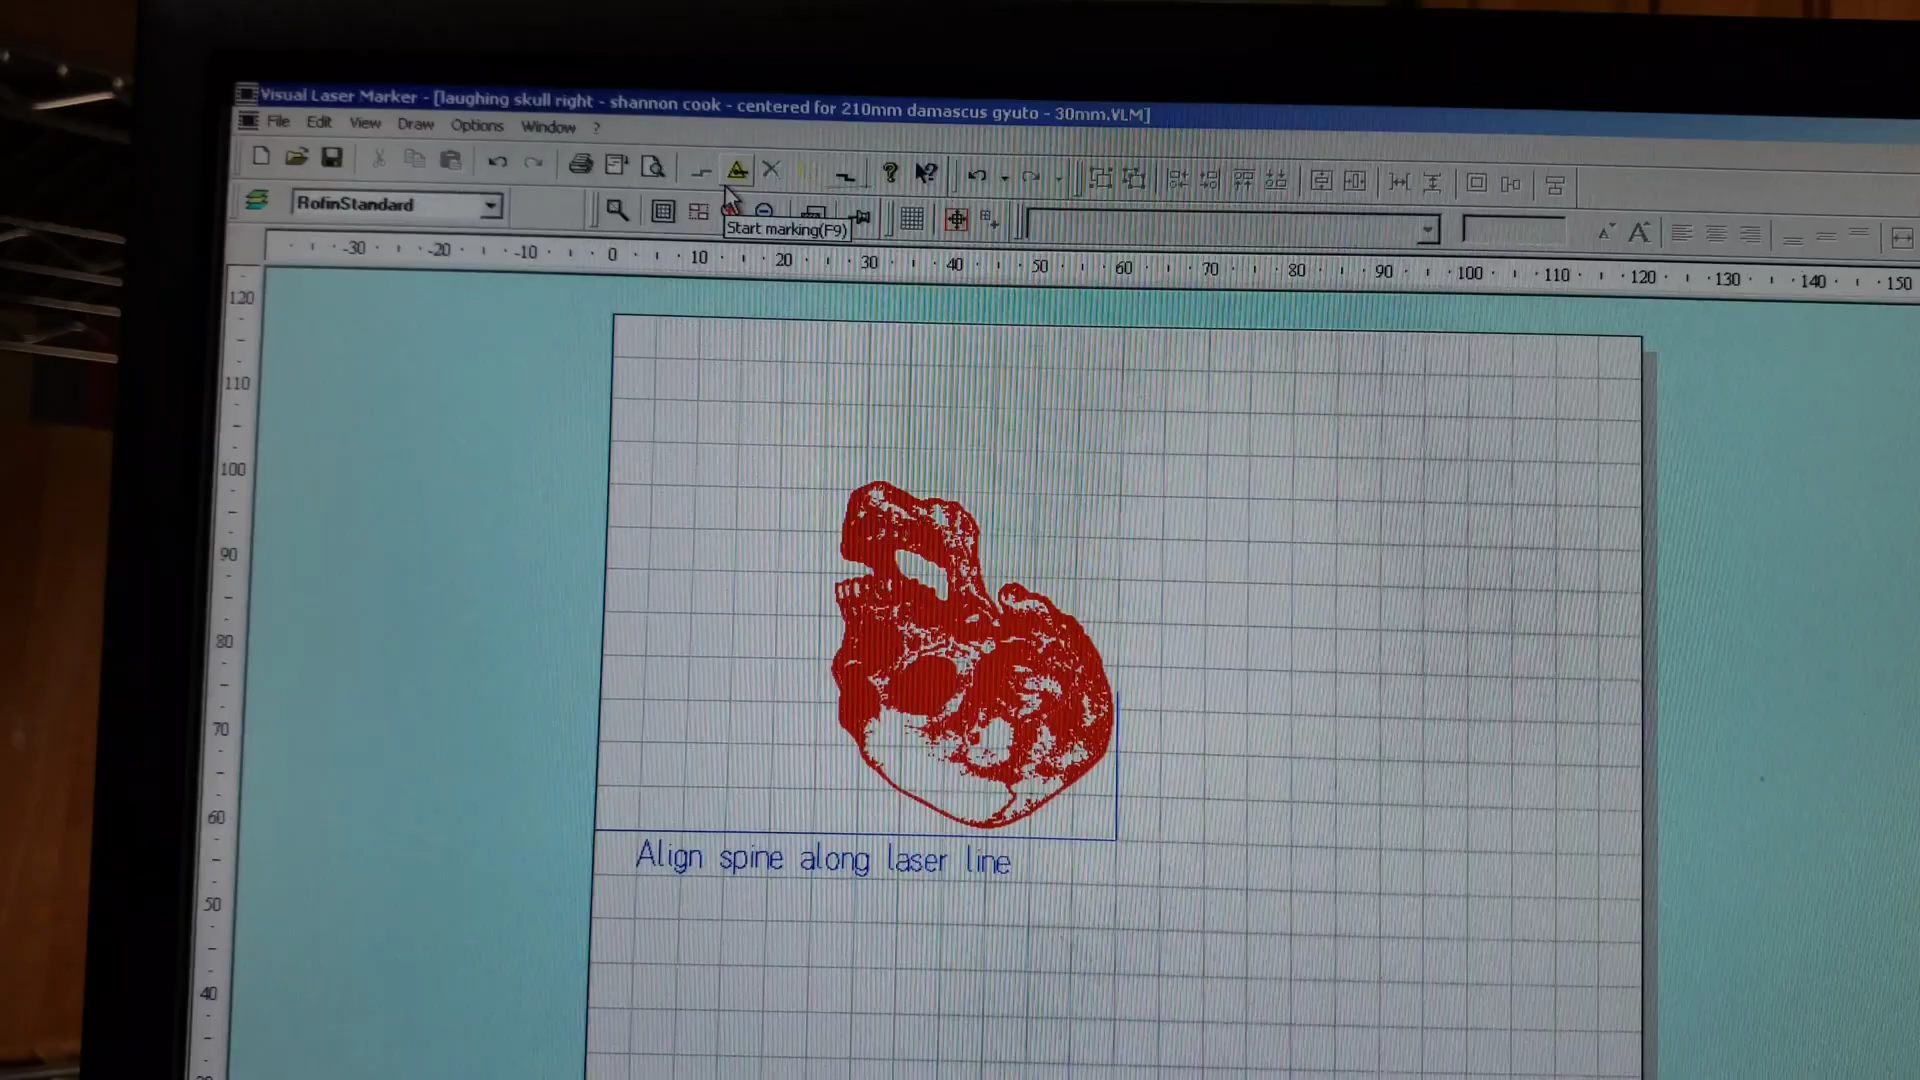 Visual Laser Marker - [laughing skull right - shannon cook - centered for 210mm damascus gyuto - 30mm.VLM]
File Edit View Draw Options Window ?
RofinStandard
Start marking(F9)
-30 -20 -10 0 10 20 30 40 50 60 70 80 90 100 110 120 130 140 150
120
110
100
90
80
70
60
50
40
Align spine along laser line